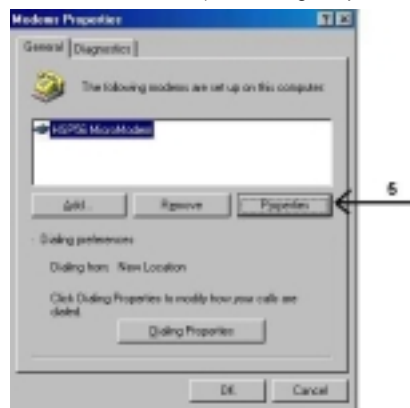 Modems Properties
General Diagnostics
The following modems are set up on this computer:
HSP56 MicroModem
Add... Remove Properties
5
Dialing preferences
Dialing from: New Location
Click Dialing Properties to modify how your calls are
dialed.
Dialing Properties
OK Cancel